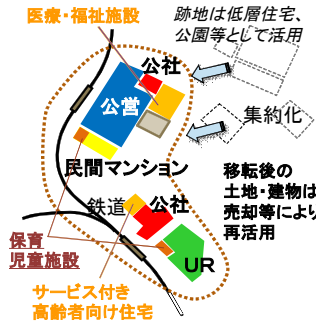 医療・福祉施設
跡地は低層住宅、
公園等として活用
公社
公営
集約化
民間マンション
移転後の
土地・建物は
売却等により
再活用
鉄道
公社
保育
児童施設
UR
サービス付き
高齢者向け住宅